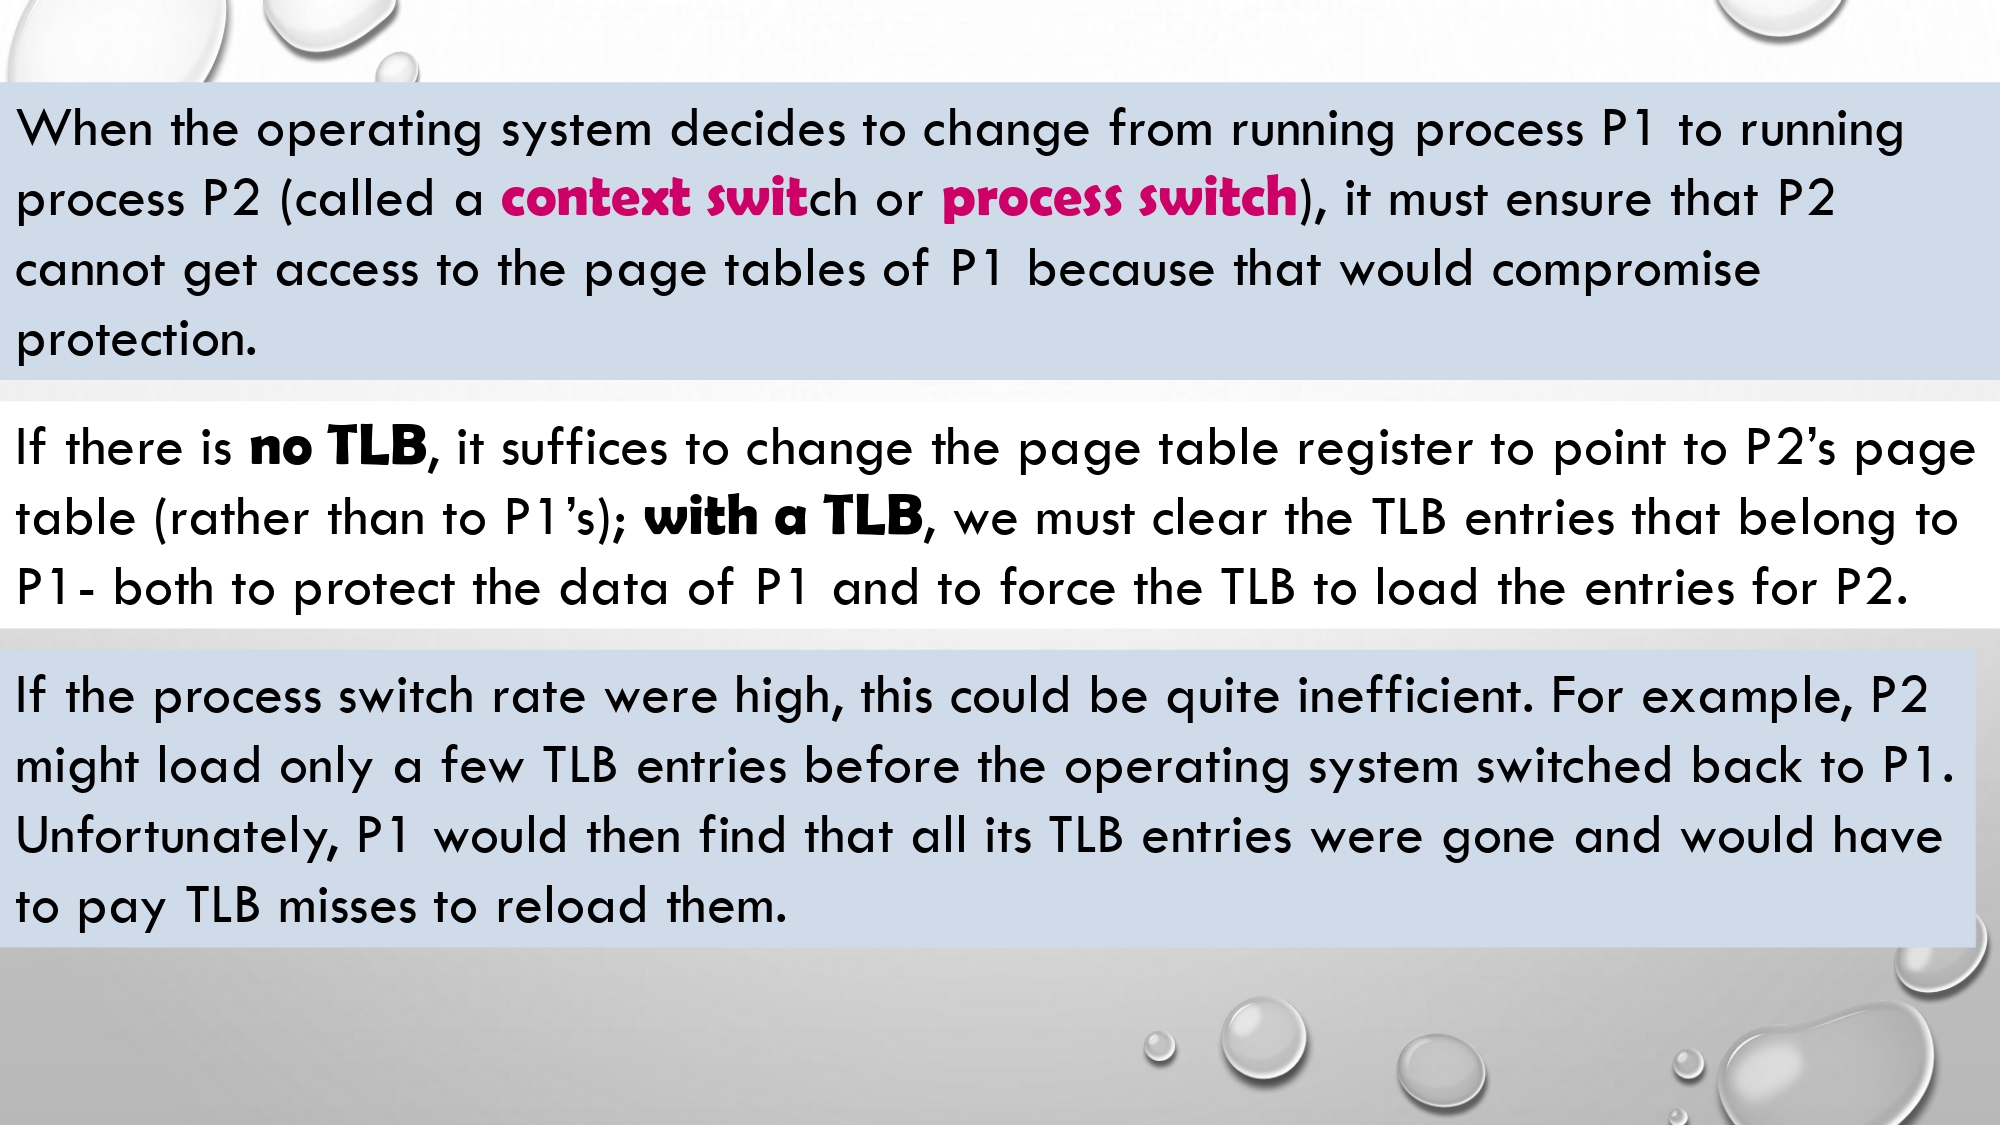 When the operating system decides to change from running process P1 to running
process P2 (called a context switch or process switch), it must ensure that P2
cannot get access to the page tables of P1 because that would compromise
protection.
If there is no TLB, it suffices to change the page table register to point to P2’s page
table (rather than to P1’s); with a TLB, we must clear the TLB entries that belong to
P1- both to protect the data of P1 and to force the TLB to load the entries for P2.
If the process switch rate were high, this could be quite inefficient. For example, P2
might load only a few TLB entries before the operating system switched back to P1.
Unfortunately, P1 would then find that all its TLB entries were gone and would have
to pay TLB misses to reload them.